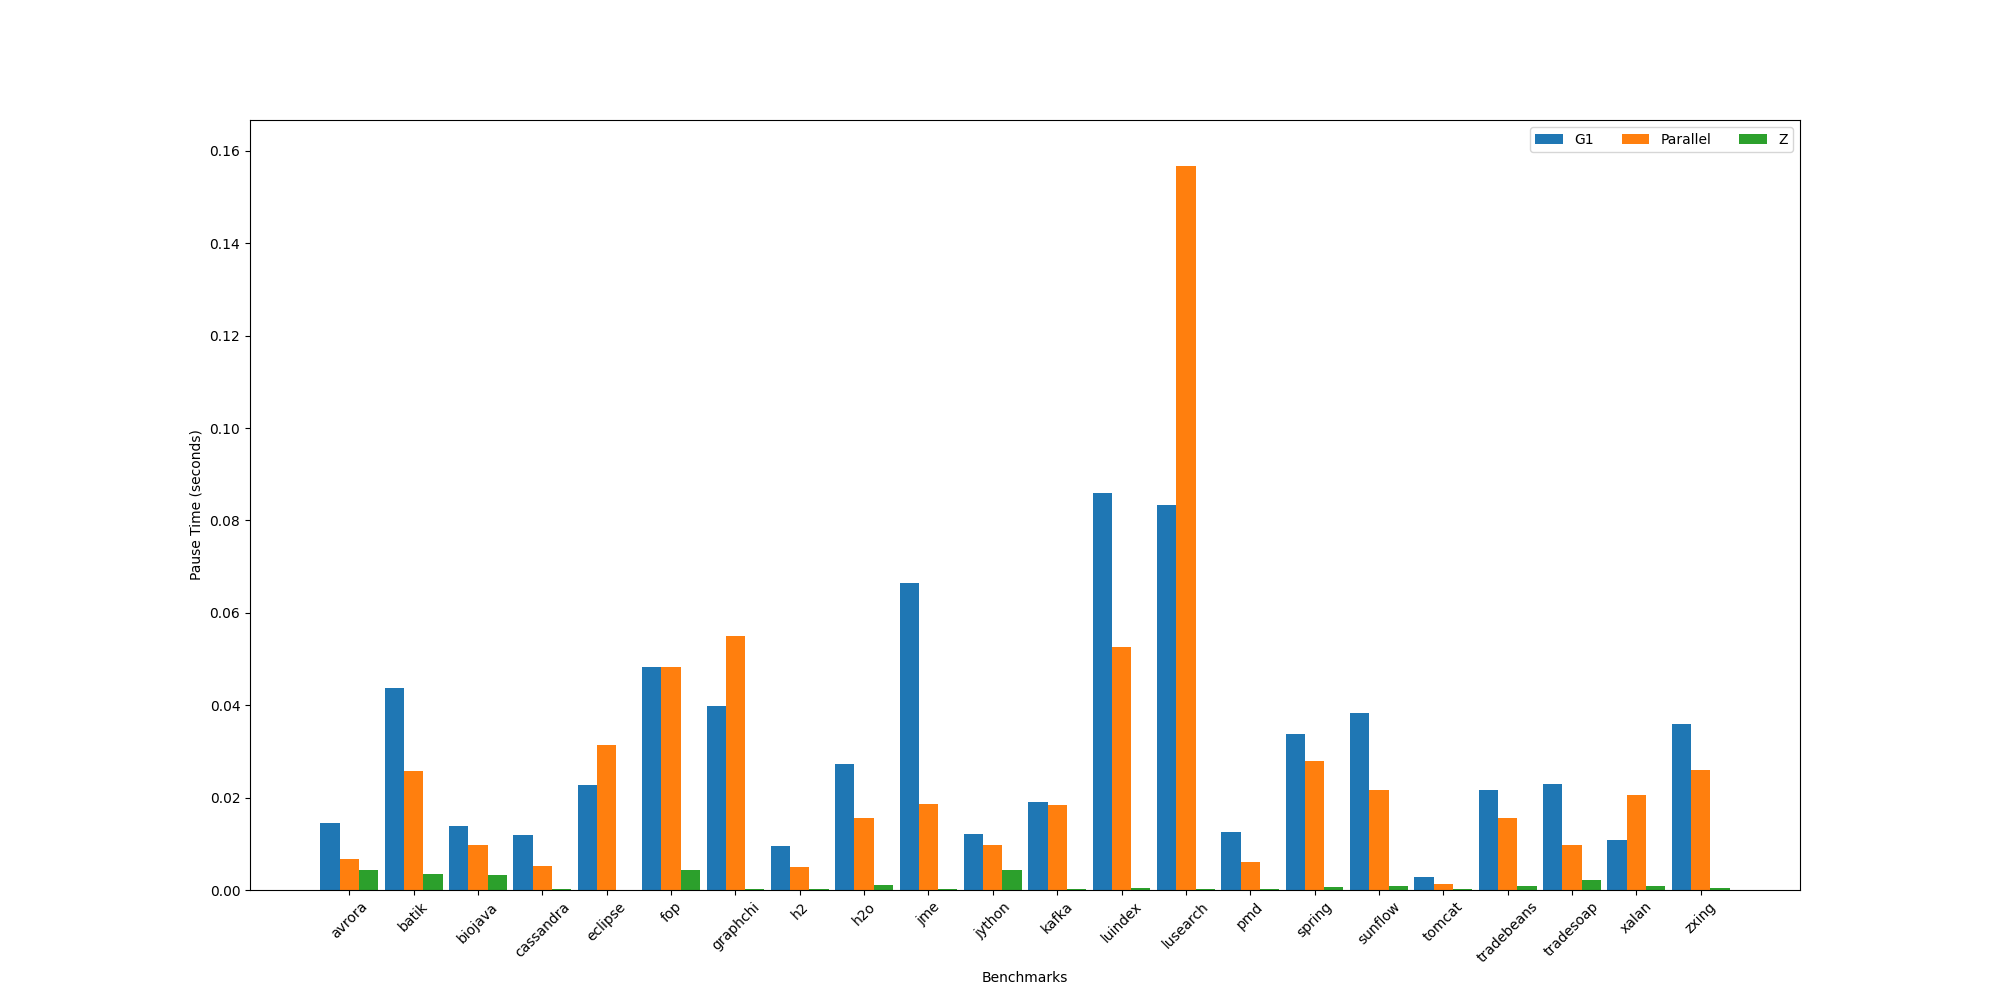 G1 Parallel Z
0.16
0.14
0.12
0.10
0.08
0.06
0.04
0.02
0.00
Pause Time (seconds)
avrora batik biojava cassandra eclipse fop graphchi h2 h2o jme jython kafka luindex lusearch pmd spring sunflow tomcat tradebeans tradesoap xalan zxing
Benchmarks